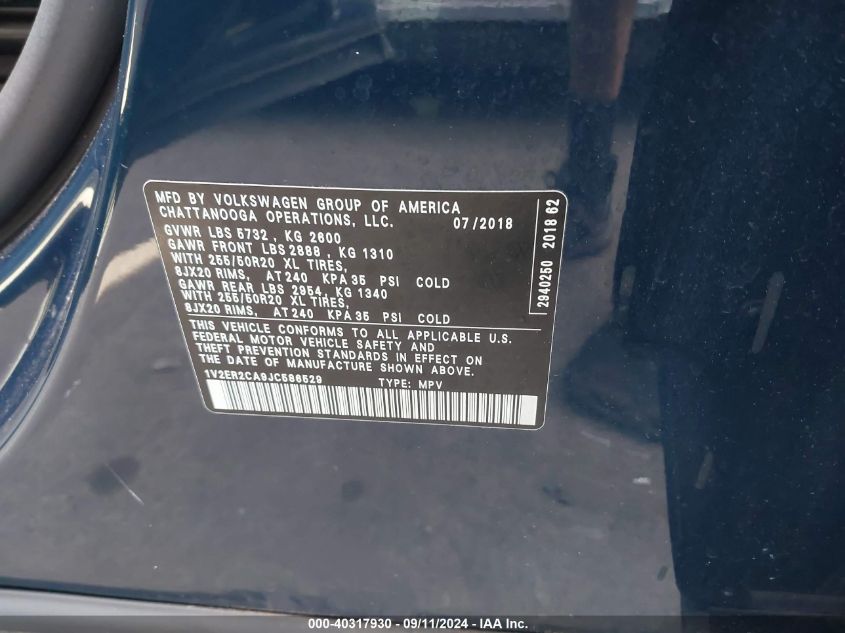 MFD BY VOLKSWAGEN GROUP OF AMERICA
CHATTANOOGA OPERATIONS, LLC. 07/2018
GVWR LBS 5732 , KG 2600
GAWR FRONT LBS 2888 , KG 1310
WITH 255/50R20 XL TIRES,
8JX20 RIMS, AT 240 KPA 35 PSI COLD
GAWR REAR LBS 2954, KG 1340
WITH 255/50R20 XL TIRES,
8JX20 RIMS, AT 240 KPA 35 PSI COLD
THIS VEHICLE CONFORMS TO ALL APPLICABLE U.S.
FEDERAL MOTOR VEHICLE SAFETY AND
THEFT PREVENTION STANDARDS IN EFFECT ON
THE DATE OF MANUFACTURE SHOWN ABOVE.
1V2ER2CA9JC586529 TYPE: MPV
2940250 2018 62
000-40317930 - 09/11/2024 - IAA Inc.